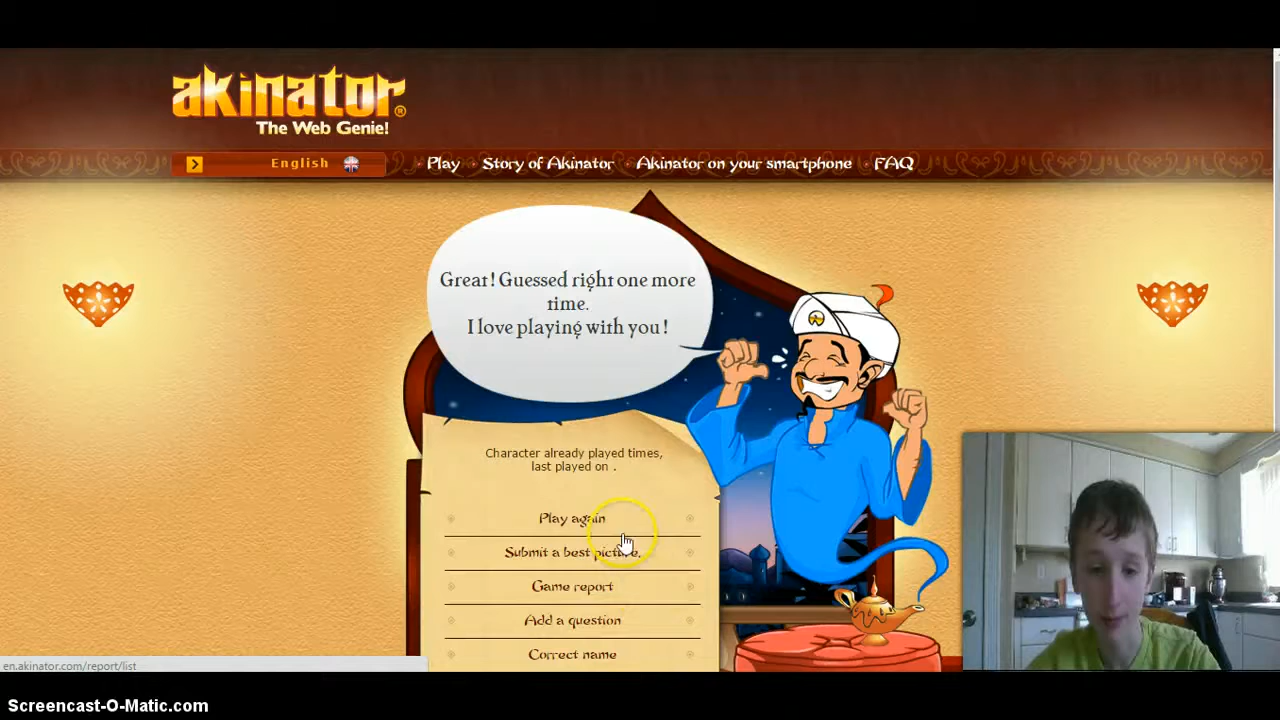 akinator®
The Web Genie!
English
Play
Story of Akinator
Akinator on your smartphone
FAQ
Great! Guessed right one more
time.
I love playing with you!
Character already played times,
last played on .
Play again
Submit a best picture.
Game report
Add a question
Correct name
en.akinator.com/report/list
Screencast-O-Matic.com